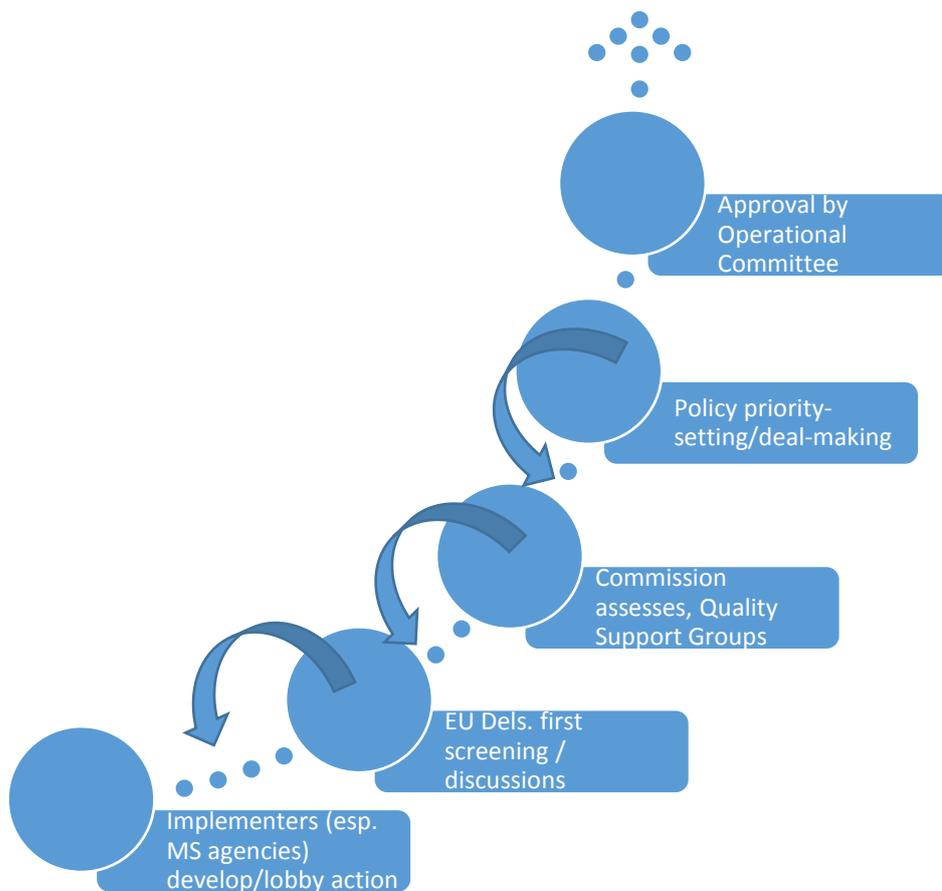 Approval by
Operational
Committee
Policy priority-
setting/deal-making
Commission
assesses, Quality
Support Groups
EU Dels. first
screening /
discussions
Implementers (esp.
MS agencies)
develop/lobby action